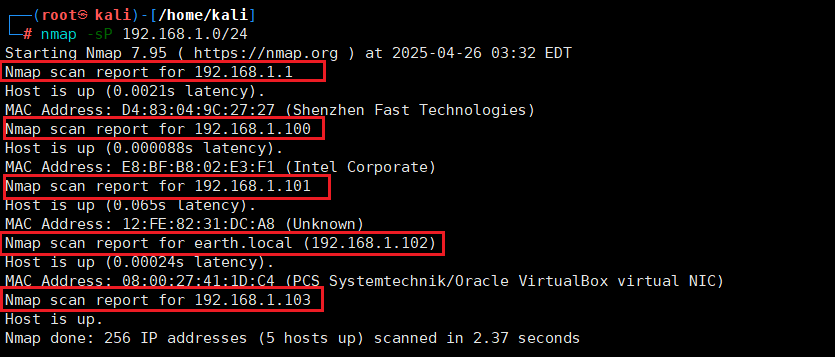 ┌──(root㉿kali)-[/home/kali]
└─# nmap -sP 192.168.1.0/24
Starting Nmap 7.95 ( https://nmap.org ) at 2025-04-26 03:32 EDT
Nmap scan report for 192.168.1.1
Host is up (0.0021s latency).
MAC Address: D4:83:04:9C:27:27 (Shenzhen Fast Technologies)
Nmap scan report for 192.168.1.100
Host is up (0.000088s latency).
MAC Address: E8:BF:B8:02:E3:F1 (Intel Corporate)
Nmap scan report for 192.168.1.101
Host is up (0.065s latency).
MAC Address: 12:FE:82:31:DC:A8 (Unknown)
Nmap scan report for earth.local (192.168.1.102)
Host is up (0.00024s latency).
MAC Address: 08:00:27:41:1D:C4 (PCS Systemtechnik/Oracle VirtualBox virtual NIC)
Nmap scan report for 192.168.1.103
Host is up.
Nmap done: 256 IP addresses (5 hosts up) scanned in 2.37 seconds